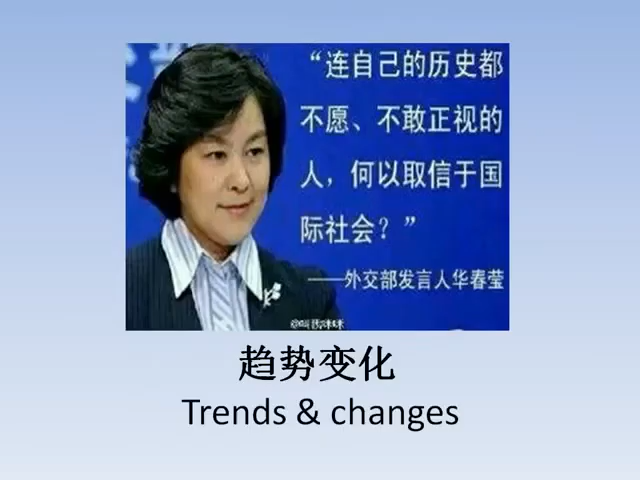 “连自己的历史都
不愿、不敢正视的
人，何以取信于国
际社会？”
——外交部发言人华春莹
趋势变化
Trends & changes